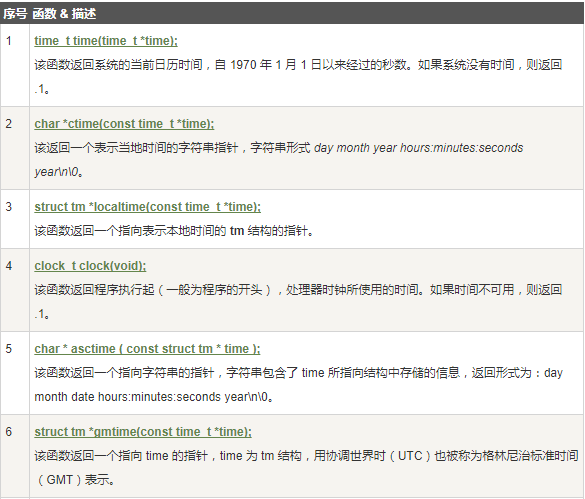 序号 函数 & 描述
1 time_t time(time_t *time);
该函数返回系统的当前日历时间，自 1970 年 1 月 1 日以来经过的秒数。如果系统没有时间，则返回
.1。
2 char *ctime(const time_t *time);
该返回一个表示当地时间的字符串指针，字符串形式 day month year hours:minutes:seconds
year\n\0。
3 struct tm *localtime(const time_t *time);
该函数返回一个指向表示本地时间的 tm 结构的指针。
4 clock_t clock(void);
该函数返回程序执行起（一般为程序的开头），处理器时钟所使用的时间。如果时间不可用，则返回
.1。
5 char * asctime ( const struct tm * time );
该函数返回一个指向字符串的指针，字符串包含了 time 所指向结构中存储的信息，返回形式为：day
month date hours:minutes:seconds year\n\0。
6 struct tm *gmtime(const time_t *time);
该函数返回一个指向 time 的指针，time 为 tm 结构，用协调世界时（UTC）也被称为格林尼治标准时间
（GMT）表示。